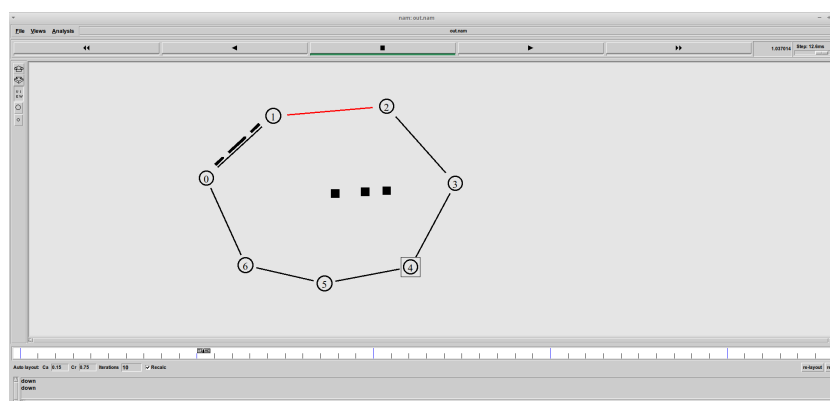 nam: out.nam
File Views Analysis out.nam
1.037014 Step: 12.6ms
0
1
2
3
4
5
6
Auto layout: Ca 0.15 Cr 0.75 Iterations 10 Recalc re-layout
down
down